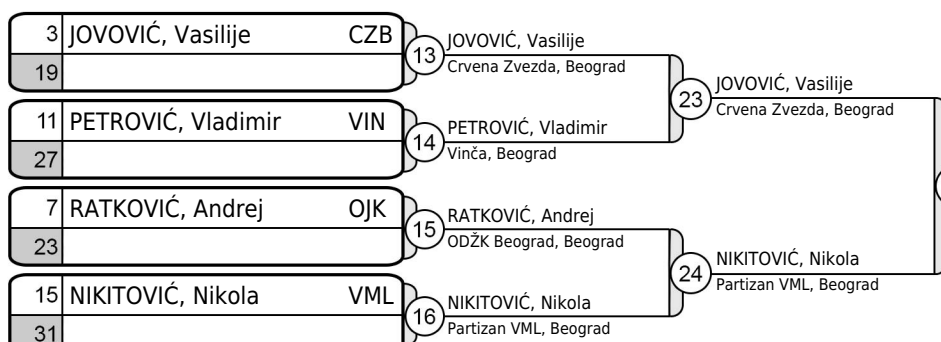 3 JOVOVIĆ, Vasilije CZB
19
13
JOVOVIĆ, Vasilije
Crvena Zvezda, Beograd
11 PETROVIĆ, Vladimir VIN
27
14
PETROVIĆ, Vladimir
Vinča, Beograd
23
JOVOVIĆ, Vasilije
Crvena Zvezda, Beograd
7 RATKOVIĆ, Andrej OJK
23
15
RATKOVIĆ, Andrej
ODŽK Beograd, Beograd
15 NIKITOVIĆ, Nikola VML
31
16
NIKITOVIĆ, Nikola
Partizan VML, Beograd
24
NIKITOVIĆ, Nikola
Partizan VML, Beograd